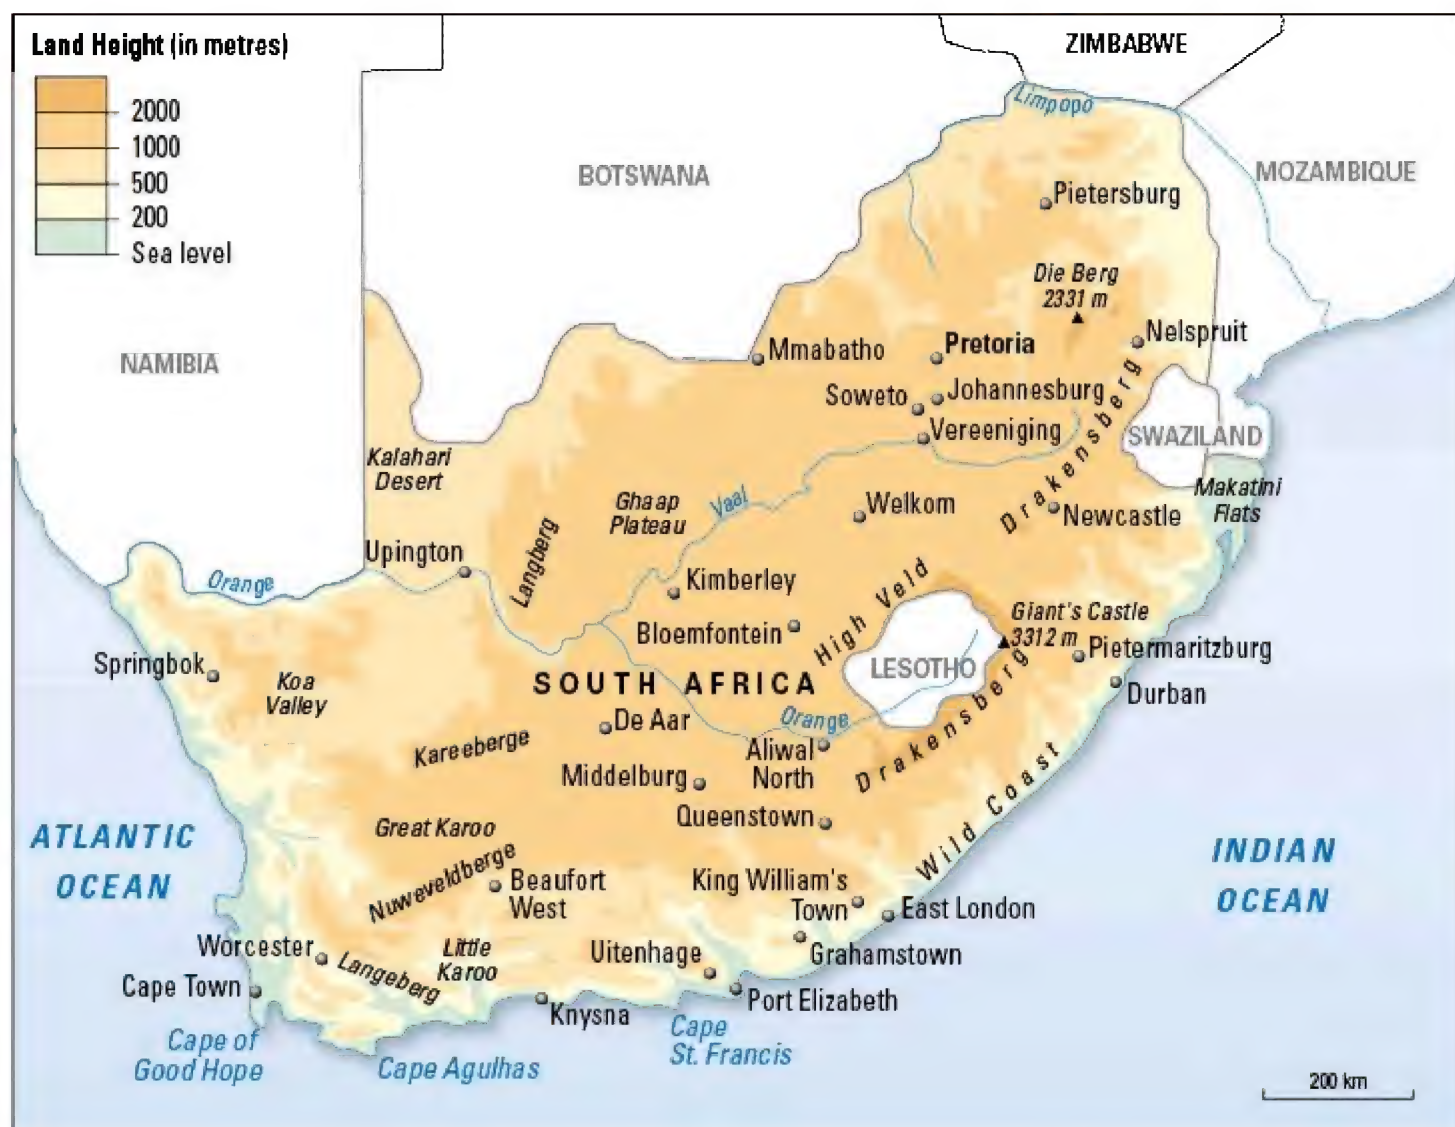 Land Height (in metres)
2000
1000
500
200
Sea level
ZIMBABWE
Limpopo
BOTSWANA
MOZAMBIQUE
Pietersburg
Die Berg
2331 m
NAMIBIA
Mmabatho
Pretoria
Nelspruit
Soweto
Johannesburg
Vereeniging
Drakensberg
SWAZILAND
Kalahari
Desert
Ghaap
Plateau
Vaal
Welkom
Newcastle
Makatini
Flats
Upington
Langberg
Orange
Kimberley
High Veld
Giant's Castle
3312 m
Bloemfontein
Pietermaritzburg
Springbok
Koa
Valley
SOUTH AFRICA
LESOTHO
Durban
De Aar
Orange
Kareeberge
Aliwal
North
Drakensberg
Middelburg
Wild Coast
Queenstown
Great Karoo
ATLANTIC
OCEAN
INDIAN
OCEAN
Nuweveldberge
Beaufort
West
King William's
Town
East London
Worcester
Langeberg
Little
Karoo
Uitenhage
Grahamstown
Cape Town
Knysna
Port Elizabeth
Cape of
Good Hope
Cape Agulhas
Cape
St. Francis
200 km